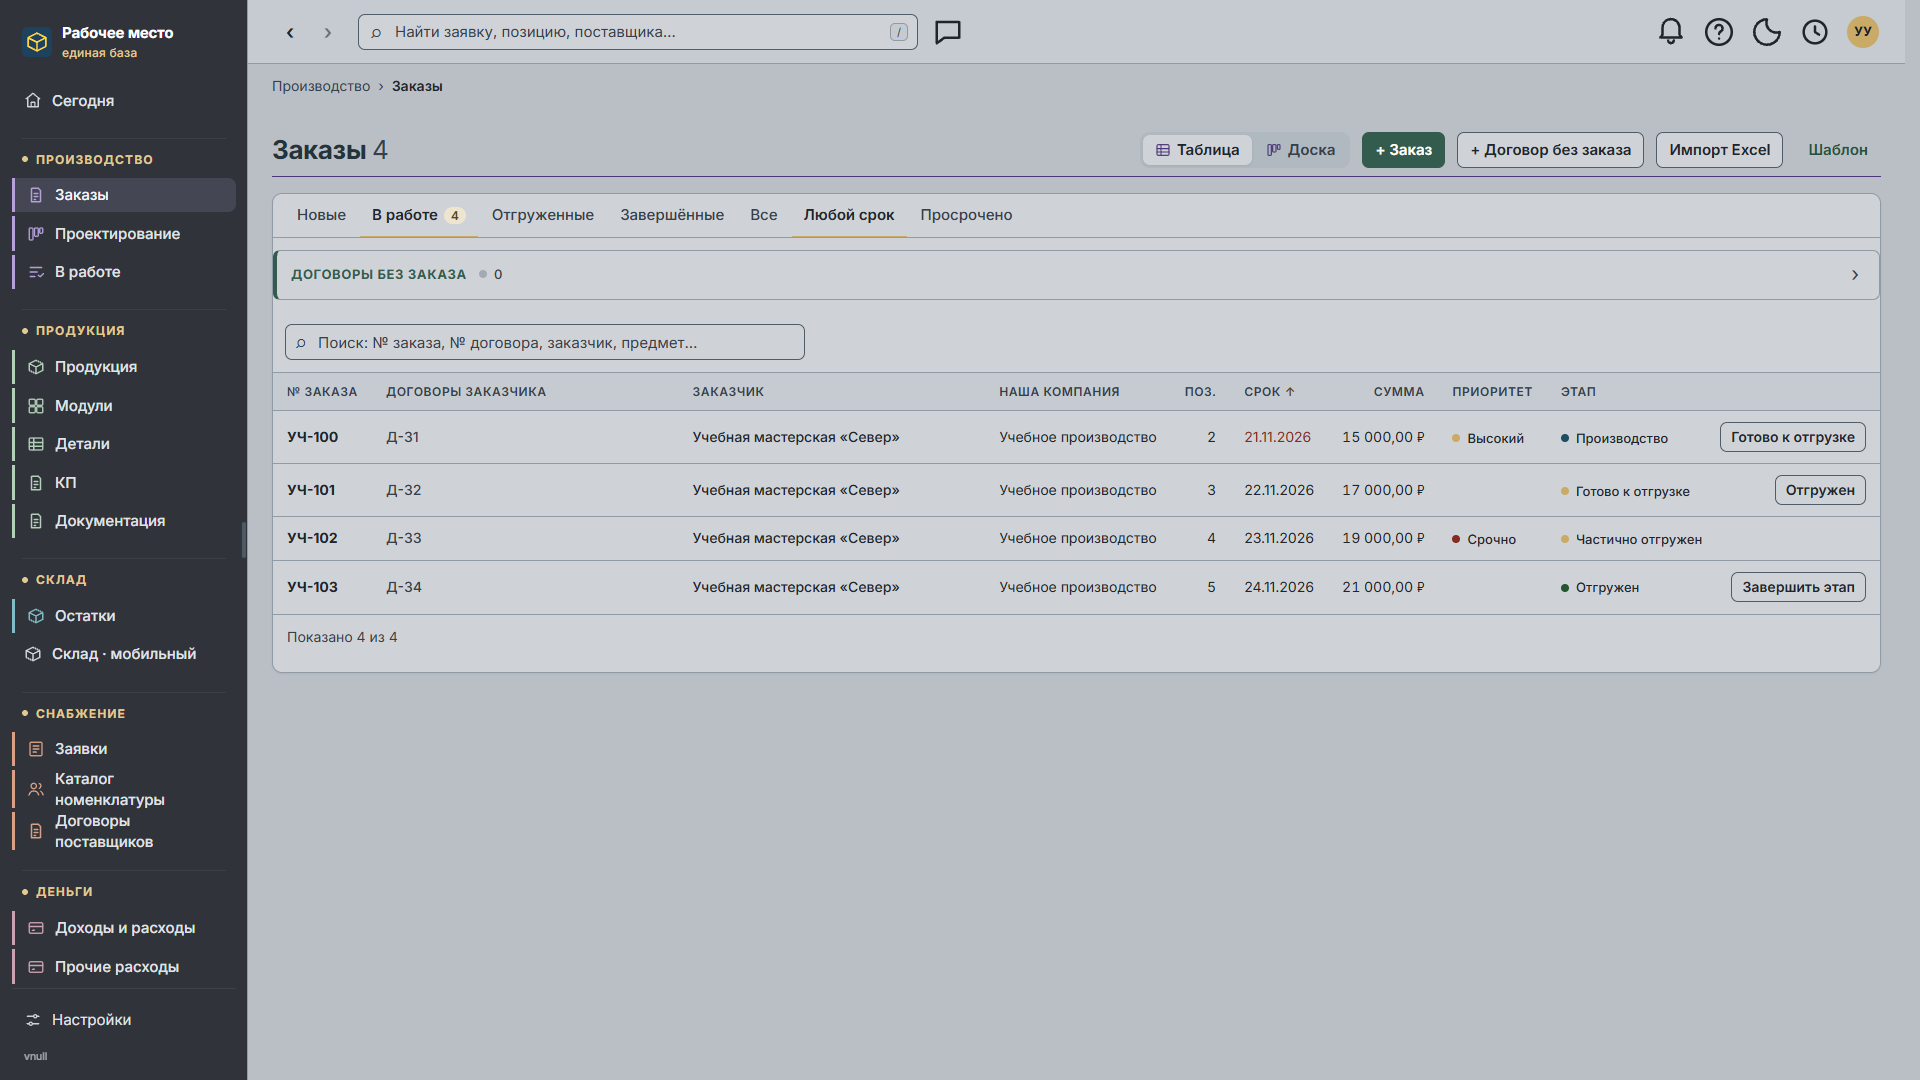 Рабочее место
единая база
Сегодня
ПРОИЗВОДСТВО
Заказы
Проектирование
В работе
ПРОДУКЦИЯ
Продукция
Модули
Детали
КП
Документация
СКЛАД
Остатки
Склад · мобильный
СНАБЖЕНИЕ
Заявки
Каталог
номенклатуры
Договоры
поставщиков
ДЕНЬГИ
Доходы и расходы
Прочие расходы
Настройки
vnull
Найти заявку, позицию, поставщика... /
УУ
Производство › Заказы
Заказы 4
Таблица Доска + Заказ + Договор без заказа Импорт Excel Шаблон
Новые В работе 4 Отгруженные Завершённые Все Любой срок Просрочено
ДОГОВОРЫ БЕЗ ЗАКАЗА 0
Поиск: № заказа, № договора, заказчик, предмет...
№ ЗАКАЗА ДОГОВОРЫ ЗАКАЗЧИКА ЗАКАЗЧИК НАША КОМПАНИЯ ПОЗ. СРОК ↑ СУММА ПРИОРИТЕТ ЭТАП
УЧ-100 Д-31 Учебная мастерская «Север» Учебное производство 2 21.11.2026 15 000,00 ₽ Высокий Производство Готово к отгрузке
УЧ-101 Д-32 Учебная мастерская «Север» Учебное производство 3 22.11.2026 17 000,00 ₽ Готово к отгрузке Отгружен
УЧ-102 Д-33 Учебная мастерская «Север» Учебное производство 4 23.11.2026 19 000,00 ₽ Срочно Частично отгружен
УЧ-103 Д-34 Учебная мастерская «Север» Учебное производство 5 24.11.2026 21 000,00 ₽ Отгружен Завершить этап
Показано 4 из 4